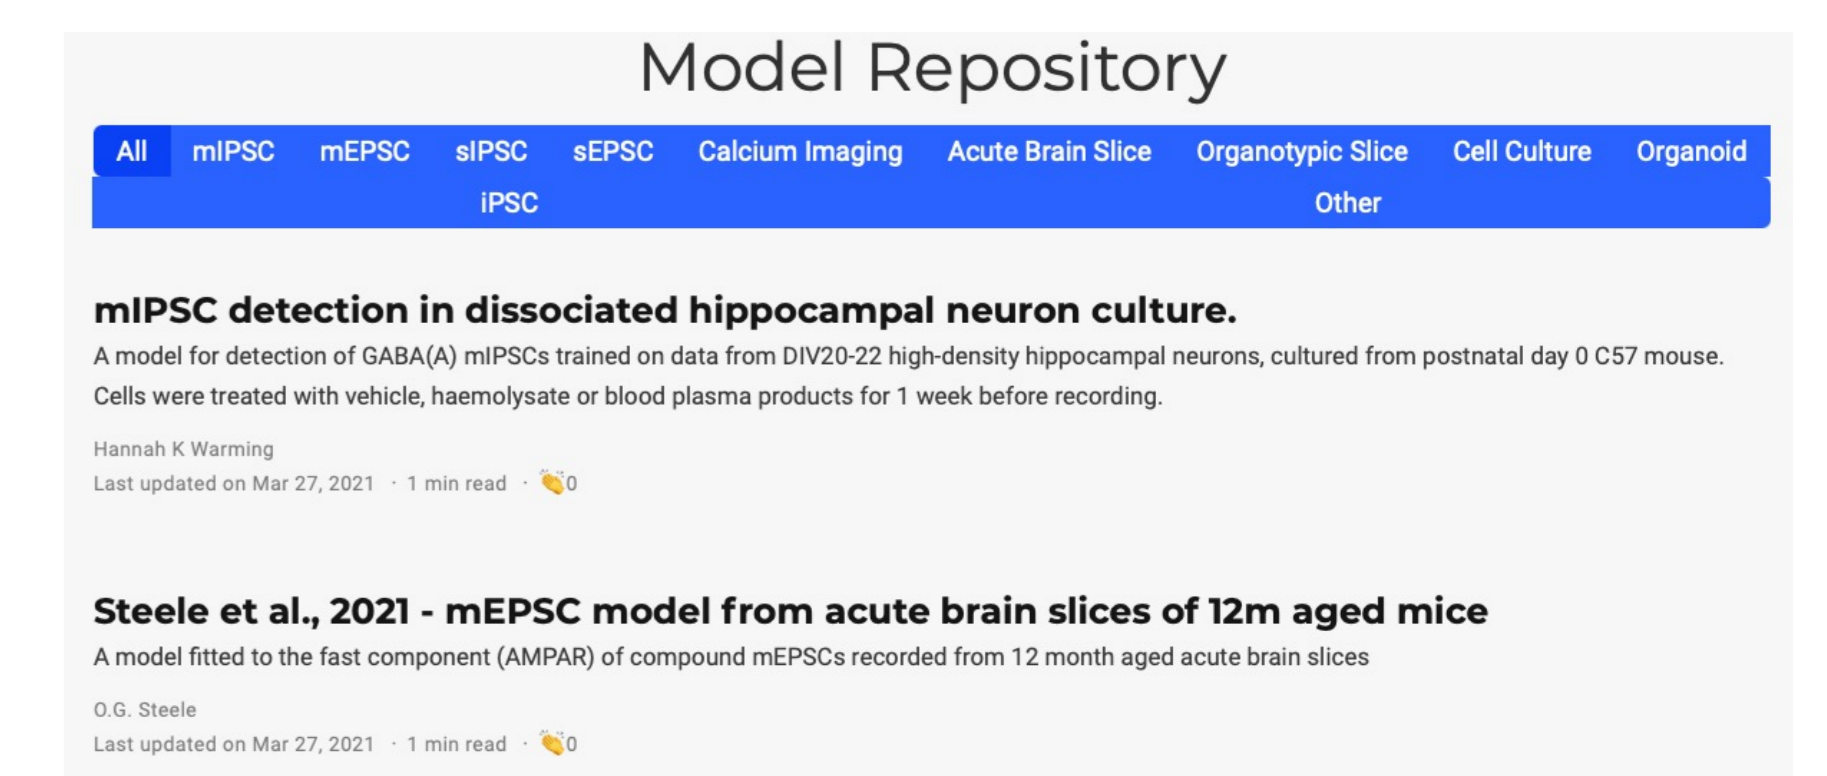 Model Repository
All mIPSC mEPSC sIPSC sEPSC Calcium Imaging Acute Brain Slice Organotypic Slice Cell Culture Organoid
iPSC Other
mIPSC detection in dissociated hippocampal neuron culture.
A model for detection of GABA(A) mIPSCs trained on data from DIV20-22 high-density hippocampal neurons, cultured from postnatal day 0 C57 mouse.
Cells were treated with vehicle, haemolysate or blood plasma products for 1 week before recording.
Hannah K Warming
Last updated on Mar 27, 2021 · 1 min read · 👏0
Steele et al., 2021 - mEPSC model from acute brain slices of 12m aged mice
A model fitted to the fast component (AMPAR) of compound mEPSCs recorded from 12 month aged acute brain slices
O.G. Steele
Last updated on Mar 27, 2021 · 1 min read · 👏0